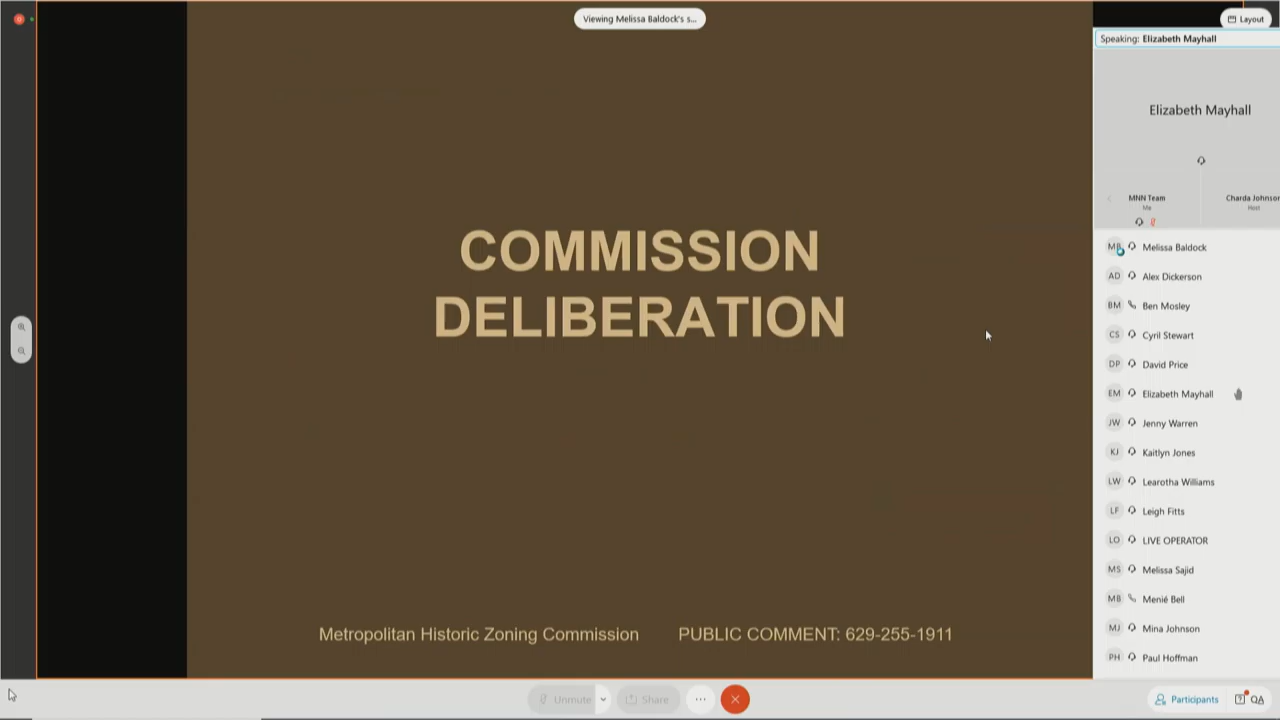 Viewing Melissa Baldock's s...
Layout
Speaking: Elizabeth Mayhall
Elizabeth Mayhall
MNN Team
Me
Charda Johnson
Host
COMMISSION
DELIBERATION
Metropolitan Historic Zoning Commission
PUBLIC COMMENT: 629-255-1911
MB Melissa Baldock
AD Alex Dickerson
BM Ben Mosley
CS Cyril Stewart
DP David Price
EM Elizabeth Mayhall
JW Jenny Warren
KJ Kaitlyn Jones
LW Learotha Williams
LF Leigh Fitts
LO LIVE OPERATOR
MS Melissa Sajid
MB Menié Bell
MJ Mina Johnson
PH Paul Hoffman
Unmute
Share
Participants
QA